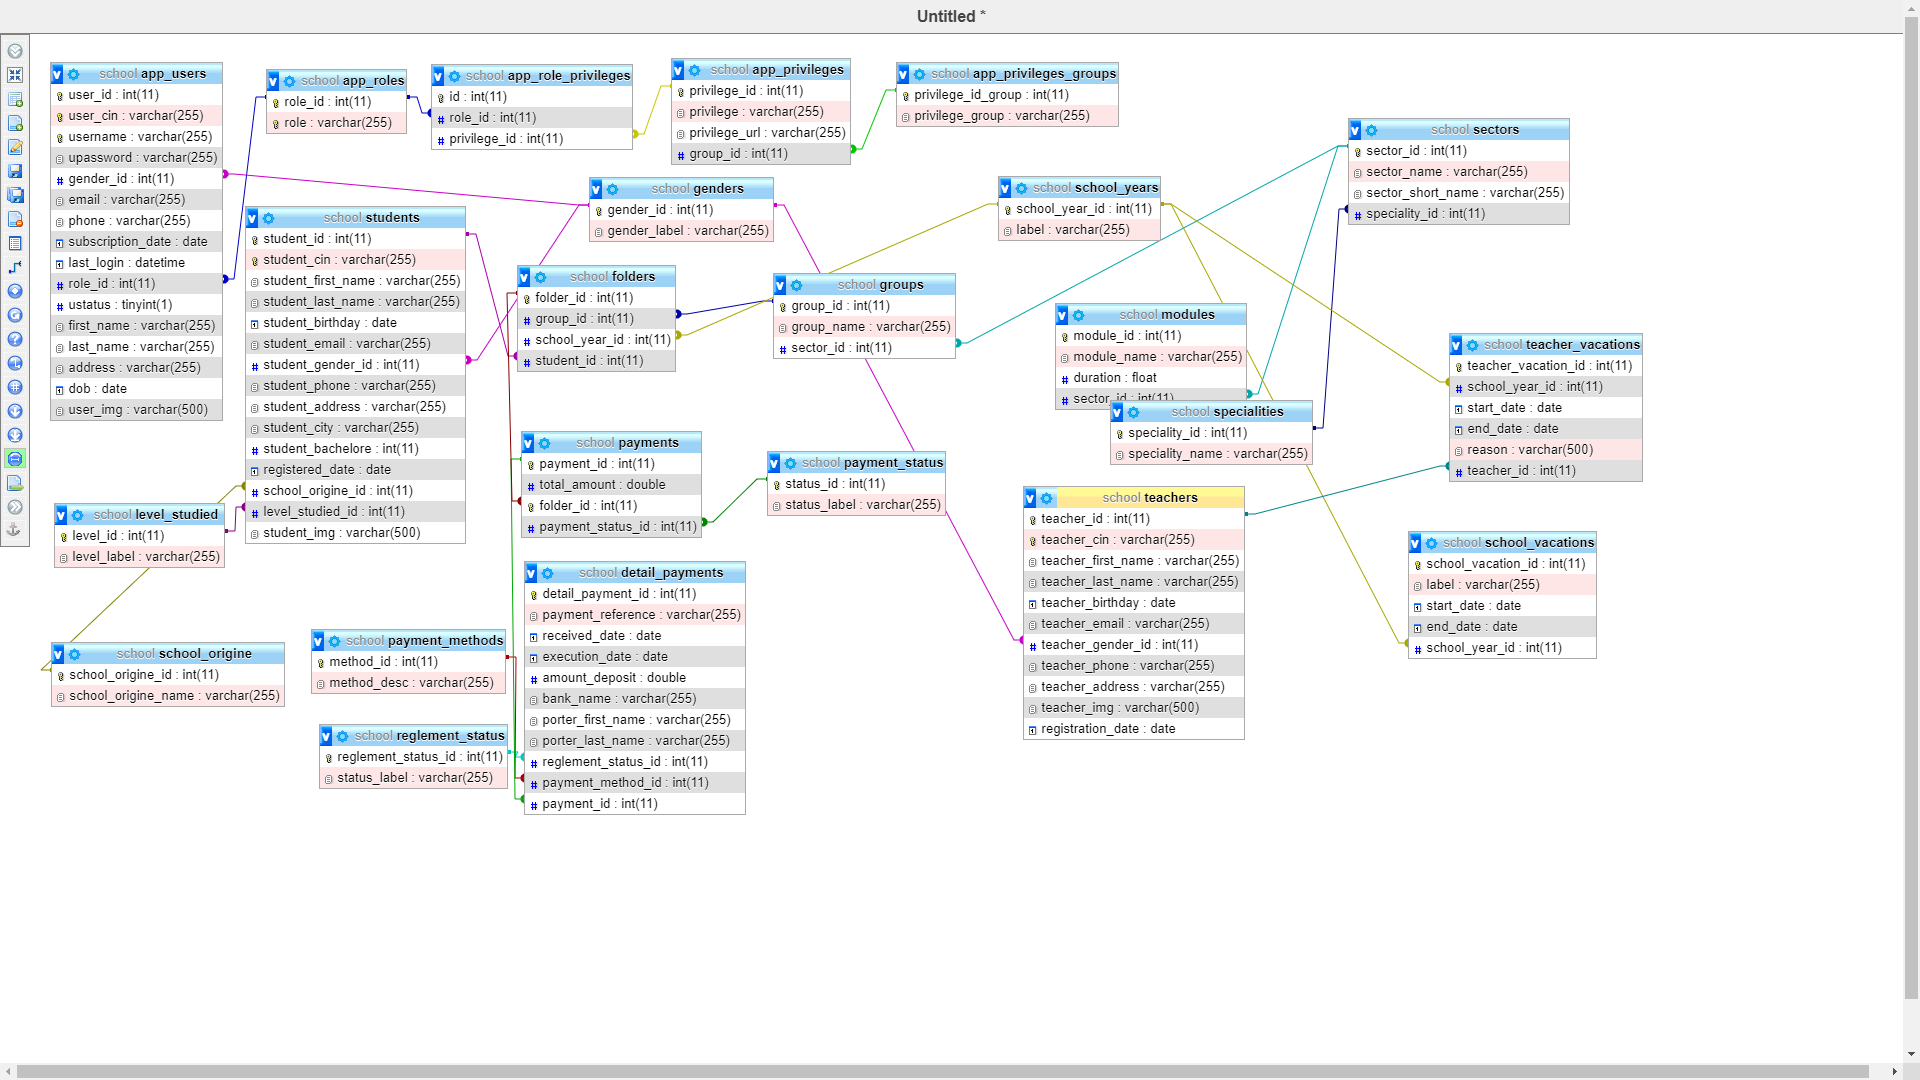 Untitled *
school app_users
user_id : int(11)
user_cin : varchar(255)
username : varchar(255)
upassword : varchar(255)
gender_id : int(11)
email : varchar(255)
phone : varchar(255)
subscription_date : date
last_login : datetime
role_id : int(11)
ustatus : tinyint(1)
first_name : varchar(255)
last_name : varchar(255)
address : varchar(255)
dob : date
user_img : varchar(500)
school app_roles
role_id : int(11)
role : varchar(255)
school app_role_privileges
id : int(11)
role_id : int(11)
privilege_id : int(11)
school app_privileges
privilege_id : int(11)
privilege : varchar(255)
privilege_url : varchar(255)
group_id : int(11)
school app_privileges_groups
privilege_id_group : int(11)
privilege_group : varchar(255)
school sectors
sector_id : int(11)
sector_name : varchar(255)
sector_short_name : varchar(255)
speciality_id : int(11)
school genders
gender_id : int(11)
gender_label : varchar(255)
school school_years
school_year_id : int(11)
label : varchar(255)
school students
student_id : int(11)
student_cin : varchar(255)
student_first_name : varchar(255)
student_last_name : varchar(255)
student_birthday : date
student_email : varchar(255)
student_gender_id : int(11)
student_phone : varchar(255)
student_address : varchar(255)
student_city : varchar(255)
student_bachelore : int(11)
registered_date : date
school_origine_id : int(11)
level_studied_id : int(11)
student_img : varchar(500)
school folders
folder_id : int(11)
group_id : int(11)
school_year_id : int(11)
student_id : int(11)
school groups
group_id : int(11)
group_name : varchar(255)
sector_id : int(11)
school modules
module_id : int(11)
module_name : varchar(255)
duration : float
sector_id : int(11)
school specialities
speciality_id : int(11)
speciality_name : varchar(255)
school teacher_vacations
teacher_vacation_id : int(11)
school_year_id : int(11)
start_date : date
end_date : date
reason : varchar(500)
teacher_id : int(11)
school payments
payment_id : int(11)
total_amount : double
folder_id : int(11)
payment_status_id : int(11)
school payment_status
status_id : int(11)
status_label : varchar(255)
school teachers
teacher_id : int(11)
teacher_cin : varchar(255)
teacher_first_name : varchar(255)
teacher_last_name : varchar(255)
teacher_birthday : date
teacher_email : varchar(255)
teacher_gender_id : int(11)
teacher_phone : varchar(255)
teacher_address : varchar(255)
teacher_img : varchar(500)
registration_date : date
school level_studied
level_id : int(11)
level_label : varchar(255)
school school_vacations
school_vacation_id : int(11)
label : varchar(255)
start_date : date
end_date : date
school_year_id : int(11)
school detail_payments
detail_payment_id : int(11)
payment_reference : varchar(255)
received_date : date
execution_date : date
amount_deposit : double
bank_name : varchar(255)
porter_first_name : varchar(255)
porter_last_name : varchar(255)
reglement_status_id : int(11)
payment_method_id : int(11)
payment_id : int(11)
school payment_methods
method_id : int(11)
method_desc : varchar(255)
school school_origine
school_origine_id : int(11)
school_origine_name : varchar(255)
school reglement_status
reglement_status_id : int(11)
status_label : varchar(255)